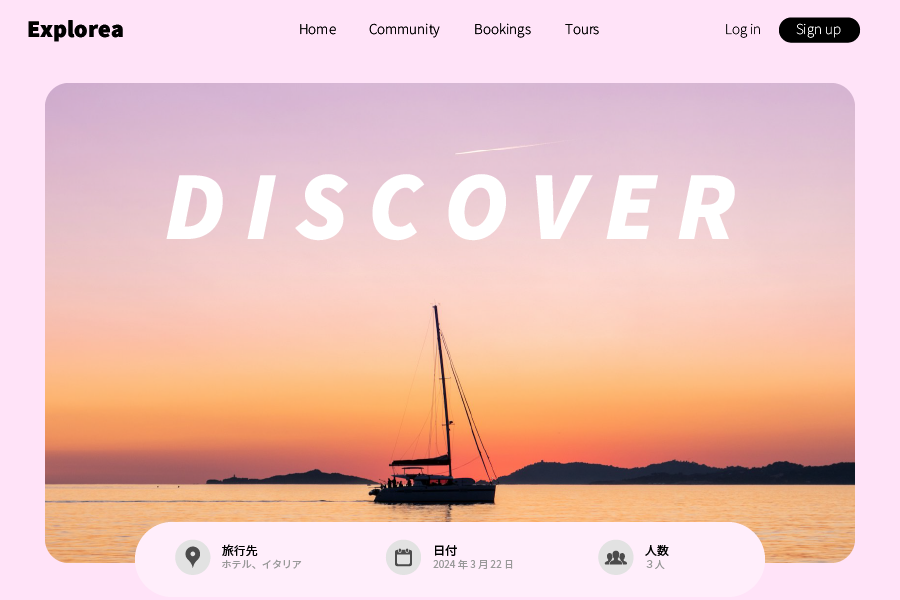 Explorea
Home Community Bookings Tours Log in Sign up
DISCOVER
旅行先 日付 人数
ホテル、イタリア 2024 年 3 月 22 日 3 人